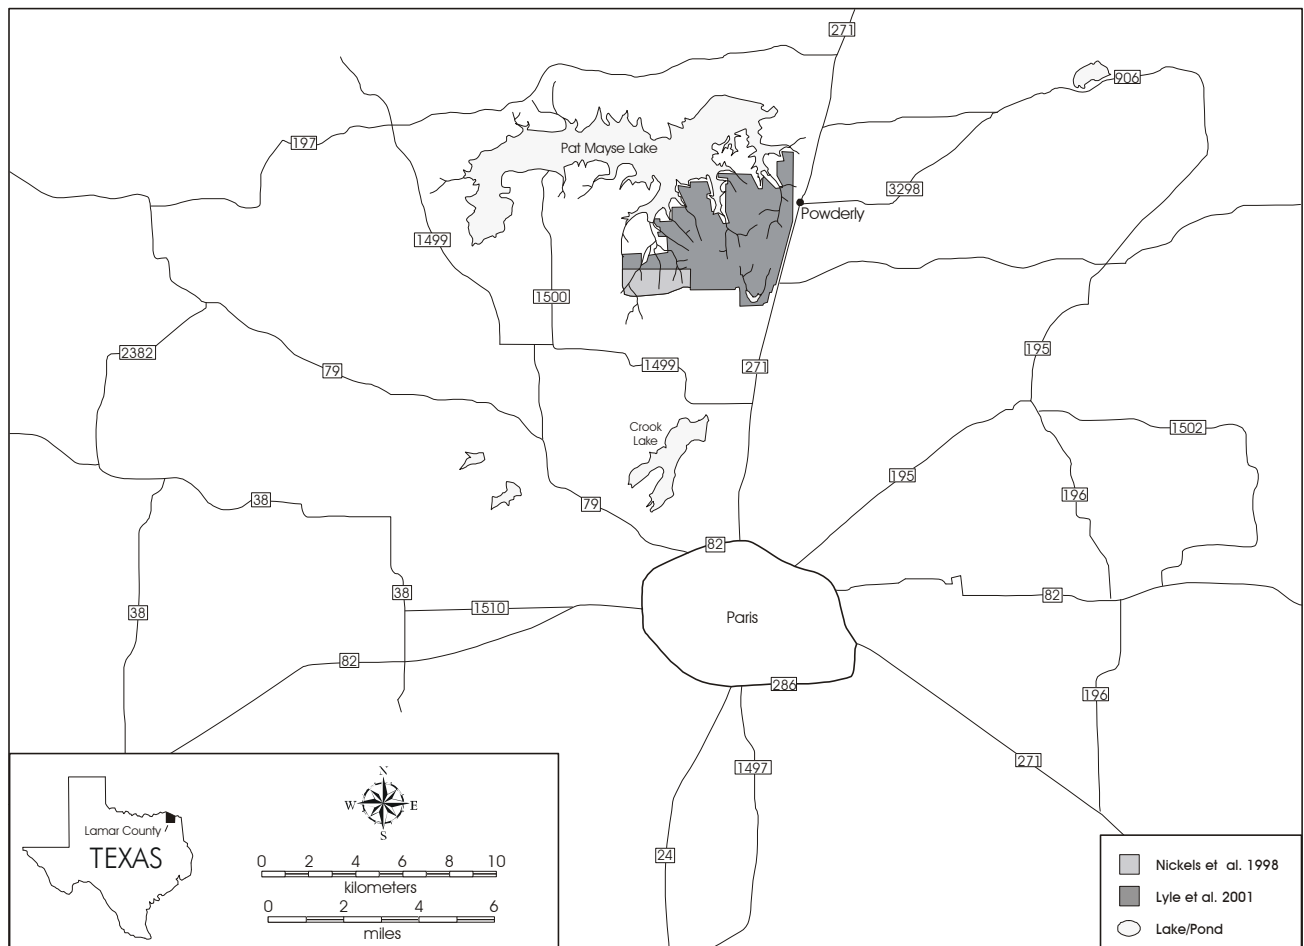 271
906
197
Pat Mayse Lake
3298
Powderly
1499
1500
195
2382
1499
271
79
Crook
Lake
1502
195
196
38
79
82
38
82
38
1510
Paris
82
286
196
271
1497
24
N
W E
S
Lamar County
TEXAS
0 2 4 6 8 10
kilometers
0 2 4 6
miles
Nickels et al. 1998
Lyle et al. 2001
Lake/Pond